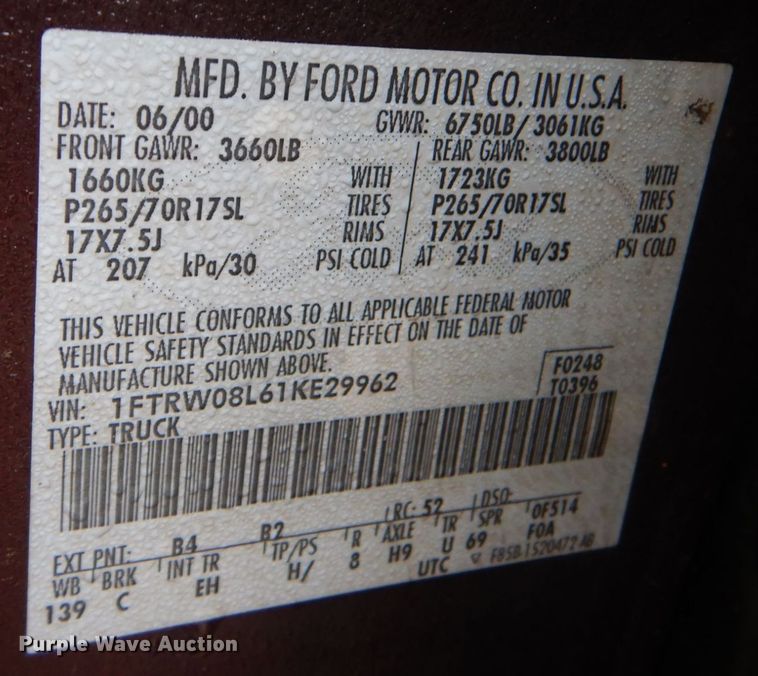 MFD. BY FORD MOTOR CO. IN U.S.A.
DATE: 06/00 GVWR: 6750LB/ 3061KG
FRONT GAWR: 3660LB REAR GAWR: 3800LB
1660KG WITH 1723KG WITH
P265/70R17SL TIRES P265/70R17SL TIRES
17X7.5J RIMS 17X7.5J RIMS
AT 207 kPa/30 PSI COLD AT 241 kPa/35 PSI COLD
THIS VEHICLE CONFORMS TO ALL APPLICABLE FEDERAL MOTOR
VEHICLE SAFETY STANDARDS IN EFFECT ON THE DATE OF
MANUFACTURE SHOWN ABOVE.
F0248
VIN: 1FTRW08L61KE29962 T0396
TYPE: TRUCK
EXT PNT: B4 B2 RC: 52 DSO: 0F514
WB BRK INT TR TP/PS R AXLE TR SPR F0A
139 C EH H/ 8 H9 U 69
UTC F85B-1520472-AB
Purple Wave Auction